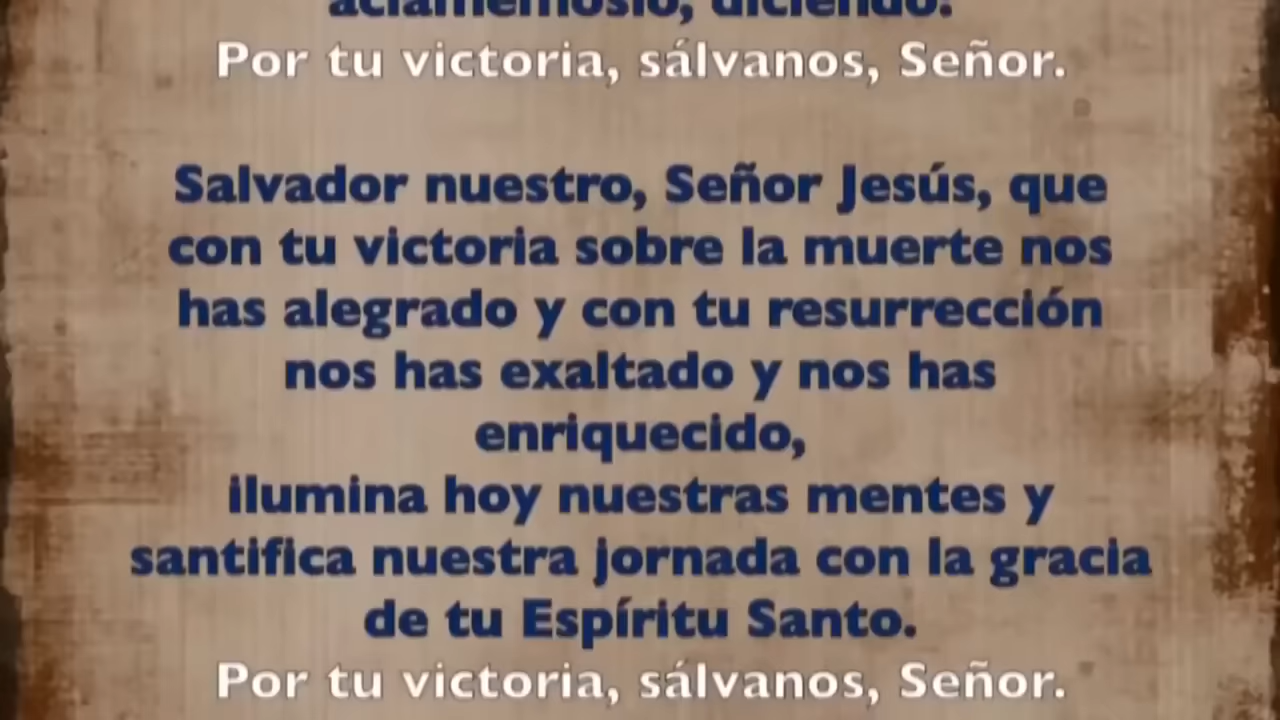 aclamémoslo, diciendo:
Por tu victoria, sálvanos, Señor.
Salvador nuestro, Señor Jesús, que
con tu victoria sobre la muerte nos
has alegrado y con tu resurrección
nos has exaltado y nos has
enriquecido,
ilumina hoy nuestras mentes y
santifica nuestra jornada con la gracia
de tu Espíritu Santo.
Por tu victoria, sálvanos, Señor.